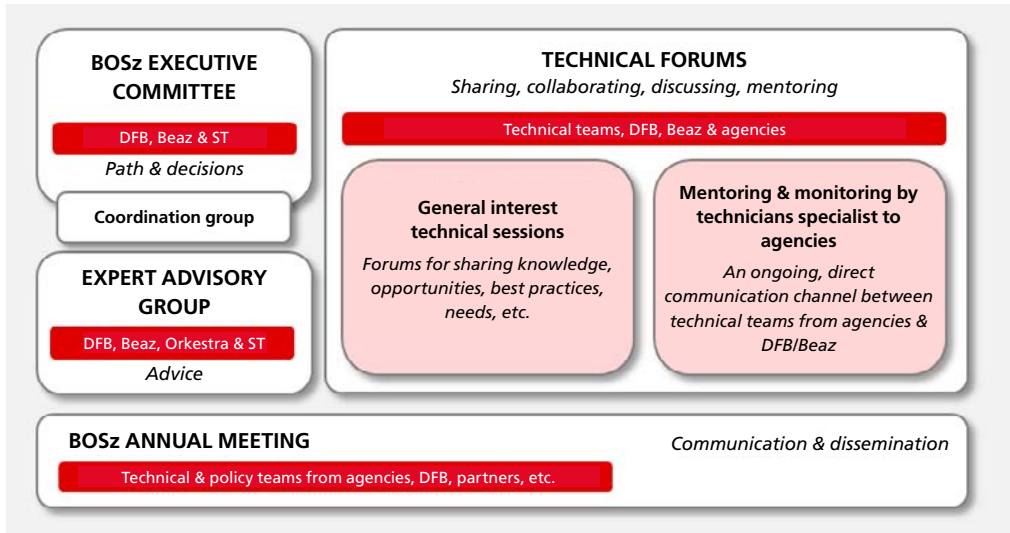 BOSz EXECUTIVE
COMMITTEE
DFB, Beaz & ST
Path & decisions
Coordination group
EXPERT ADVISORY
GROUP
DFB, Beaz, Orkestra & ST
Advice
TECHNICAL FORUMS
Sharing, collaborating, discussing, mentoring
Technical teams, DFB, Beaz & agencies
General interest
technical sessions
Forums for sharing knowledge,
opportunities, best practices,
needs, etc.
Mentoring & monitoring by
technicians specialist to
agencies
An ongoing, direct
communication channel between
technical teams from agencies &
DFB/Beaz
BOSz ANNUAL MEETING
Technical & policy teams from agencies, DFB, partners, etc.
Communication & dissemination